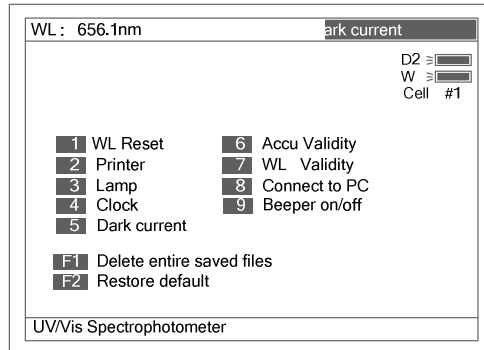 WL: 656.1nm ark current
D2
W
Cell #1
1 WL Reset 6 Accu Validity
2 Printer 7 WL Validity
3 Lamp 8 Connect to PC
4 Clock 9 Beeper on/off
5 Dark current
F1 Delete entire saved files
F2 Restore default
UV/Vis Spectrophotometer